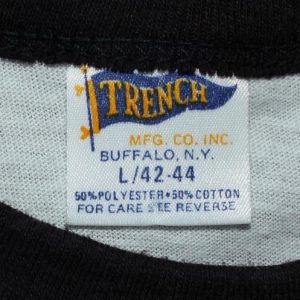 TRENCH
MFG. CO. INC.
BUFFALO, N.Y.
L/42-44
50% POLYESTER • 50% COTTON
FOR CARE SEE REVERSE